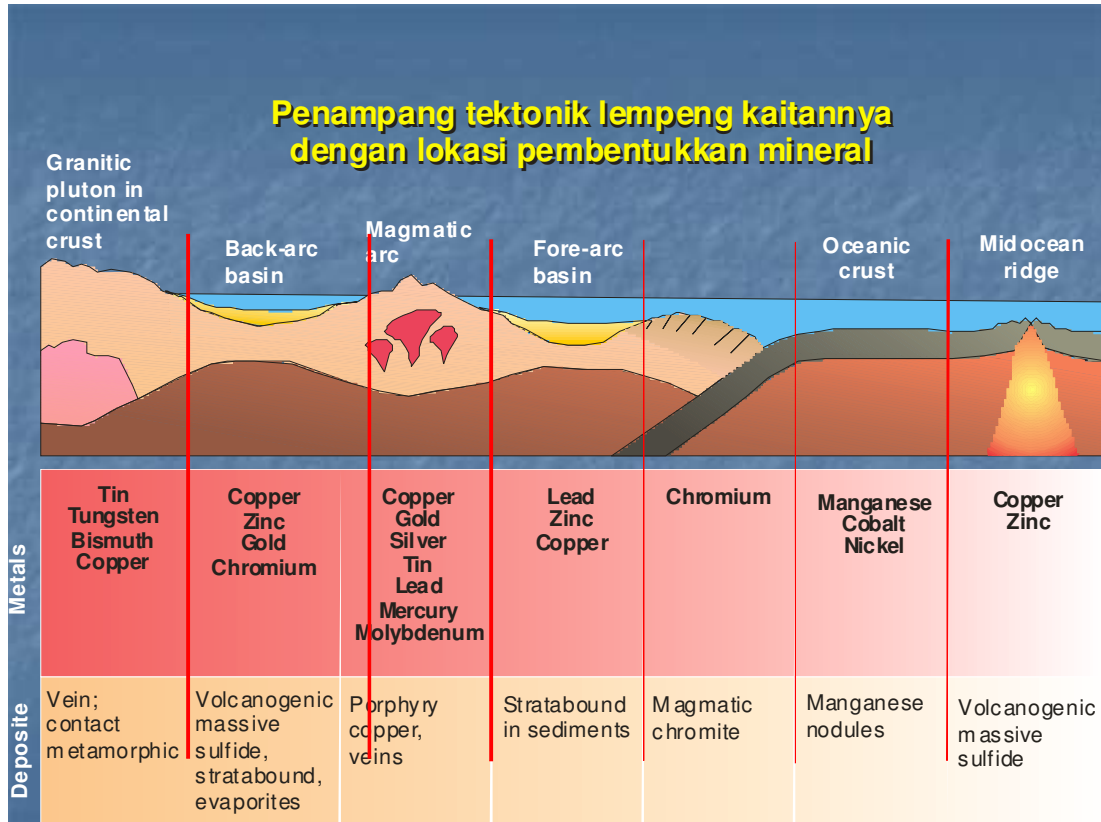 Penampang tektonik lempeng kaitannya
dengan lokasi pembentukkan mineral
Granitic
pluton in
continental
crust
Back-arc
basin
Magmatic
arc
Fore-arc
basin
Oceanic
crust
Midocean
ridge
Metals
Tin
Tungsten
Bismuth
Copper
Copper
Zinc
Gold
Chromium
Copper
Gold
Silver
Tin
Lead
Mercury
Molybdenum
Lead
Zinc
Copper
Chromium
Manganese
Cobalt
Nickel
Copper
Zinc
Deposite
Vein;
contact
metamorphic
Volcanogenic
massive
sulfide,
stratabound,
evaporites
Porphyry
copper,
veins
Stratabound
in sediments
Magmatic
chromite
Manganese
nodules
Volcanogenic
massive
sulfide